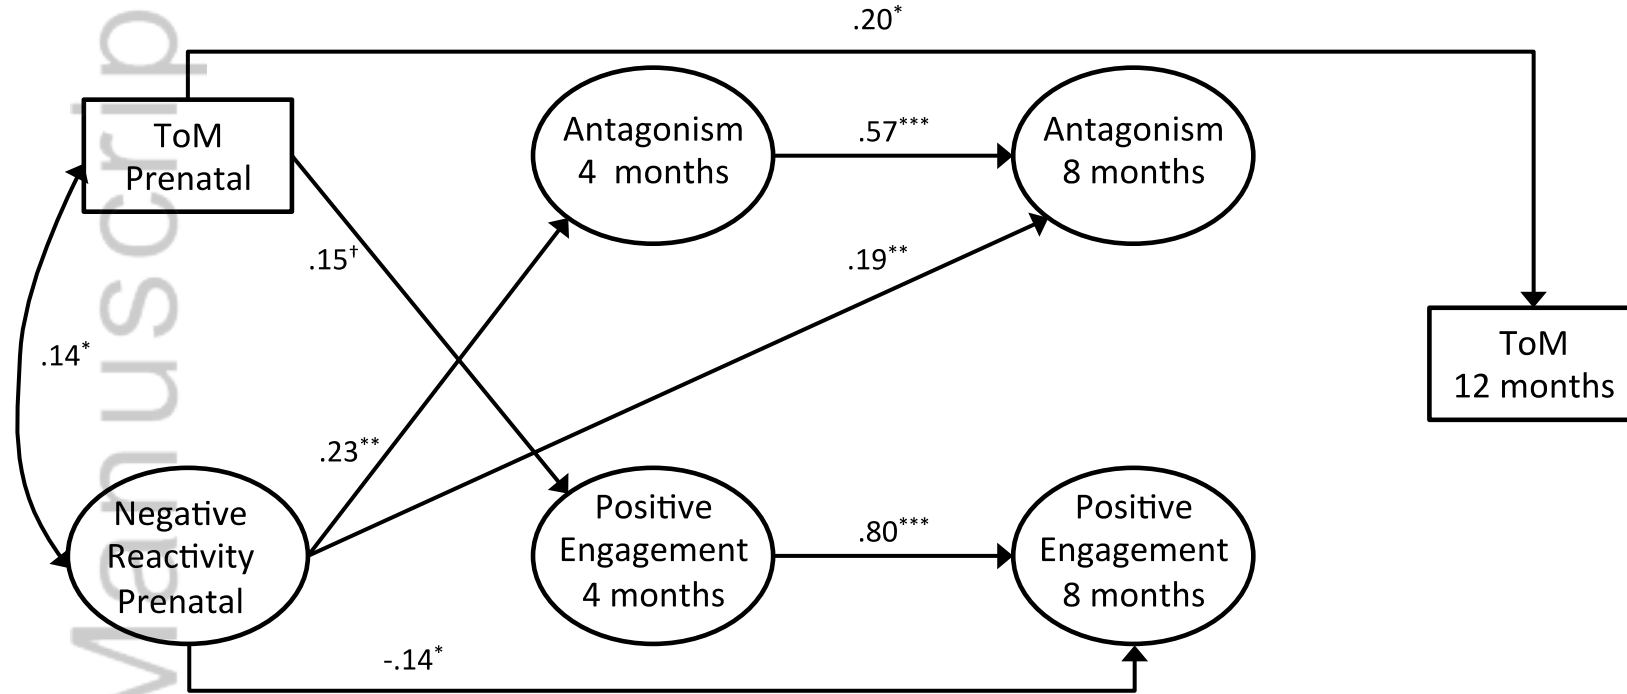 .20*
ToM
Prenatal
Antagonism
4 months
.57***
Antagonism
8 months
.15†
.19**
.14*
ToM
12 months
.23**
Negative
Reactivity
Prenatal
Positive
Engagement
4 months
.80***
Positive
Engagement
8 months
-.14*
Manuscrip